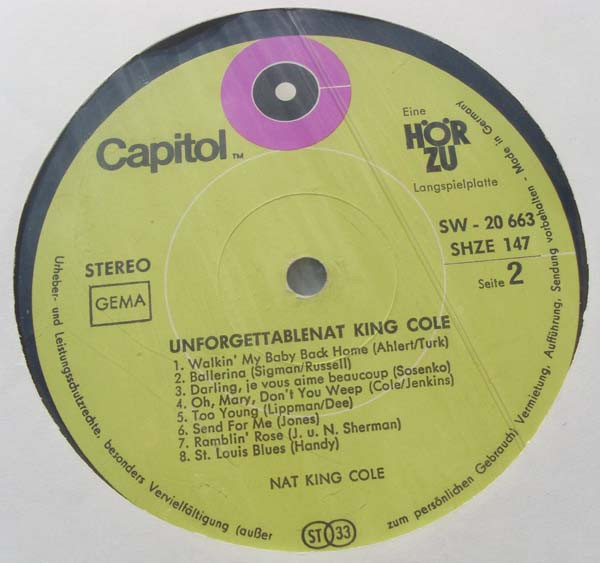 Capitol TM
Eine
HÖR
ZU
Langspielplatte
SW - 20 663
SHZE 147
Seite 2
STEREO
GEMA
UNFORGETTABLENAT KING COLE
1. Walkin' My Baby Back Home (Ahlert/Turk)
2. Ballerina (Sigman/Russell)
3. Darling, je vous aime beaucoup (Sosenko)
4. Oh, Mary, Don't You Weep (Cole/Jenkins)
5. Too Young (Lippman/Dee)
6. Send For Me (Jones)
7. Ramblin' Rose (J. u. N. Sherman)
8. St. Louis Blues (Handy)
NAT KING COLE
Urheber- und Leistungsschutzrechte, besonders Vervielfältigung (außer zum persönlichen Gebrauch) Vermietung, Aufführung, Sendung vorbehalten - Made in Germany
ST 33